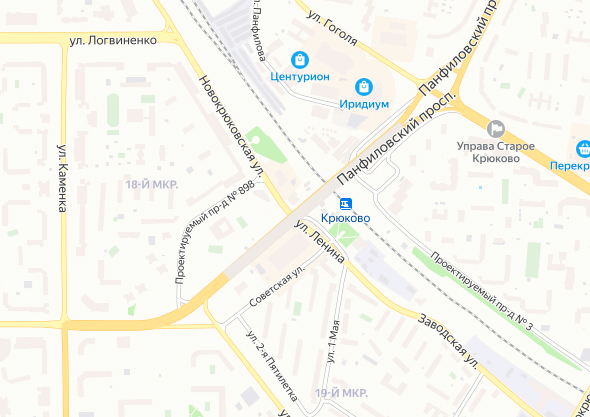 ул. Панфилова
ул. Гоголя
ул. Логвиненко
Центурион
Иридиум
Панфиловский просп.
Панфиловский просп.
Новокрюковская ул.
Управа Старое
Крюково
Перекр
ул. Каменка
18-Й МКР.
Проектируемый пр-д № 898
Крюково
ул. Ленина
Проектируемый пр-д № 3
Советская ул.
Заводская ул.
ул. 1 Мая
ул. 2-я Пятилетка
19-Й МКР.